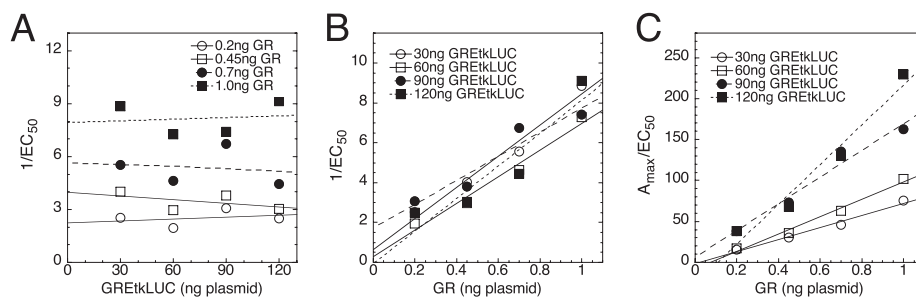 A
1/EC50
12
9
6
3
0
0.2ng GR
0.45ng GR
0.7ng GR
1.0ng GR
0 30 60 90 120
GREtkLUC (ng plasmid)
B
1/EC50
10
8
6
4
2
0
30ng GREtkLUC
60ng GREtkLUC
90ng GREtkLUC
120ng GREtkLUC
0 0.2 0.4 0.6 0.8 1
GR (ng plasmid)
C
Amax/EC50
250
200
150
100
50
0
30ng GREtkLUC
60ng GREtkLUC
90ng GREtkLUC
120ng GREtkLUC
0 0.2 0.4 0.6 0.8 1
GR (ng plasmid)